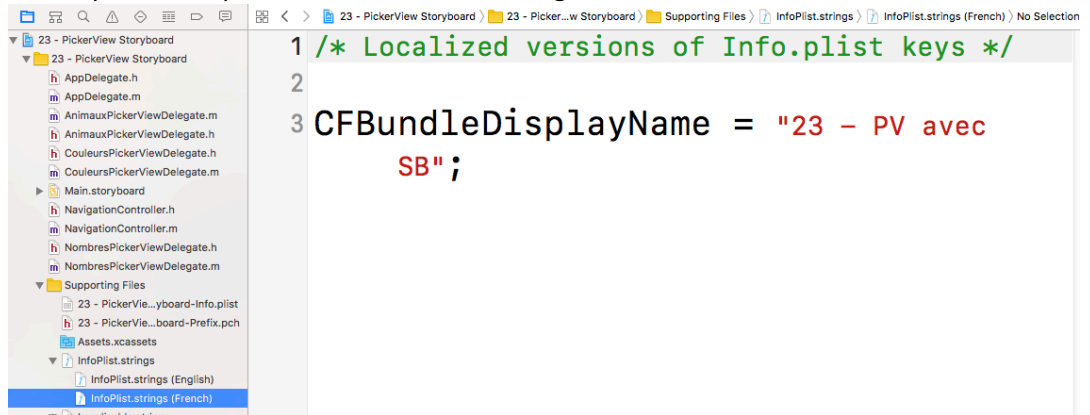 23 - PickerView Storyboard 23 - Picker...w Storyboard Supporting Files InfoPlist.strings InfoPlist.strings (French) No Selection
23 - PickerView Storyboard
23 - PickerView Storyboard
AppDelegate.h
AppDelegate.m
AnimauxPickerViewDelegate.m
AnimauxPickerViewDelegate.h
CouleursPickerViewDelegate.h
CouleursPickerViewDelegate.m
Main.storyboard
NavigationController.h
NavigationController.m
NombresPickerViewDelegate.h
NombresPickerViewDelegate.m
Supporting Files
23 - PickerVie...yboard-Info.plist
23 - PickerVie...board-Prefix.pch
Assets.xcassets
InfoPlist.strings
InfoPlist.strings (English)
InfoPlist.strings (French)
1 /* Localized versions of Info.plist keys */
2
3 CFBundleDisplayName = "23 - PV avec
SB";